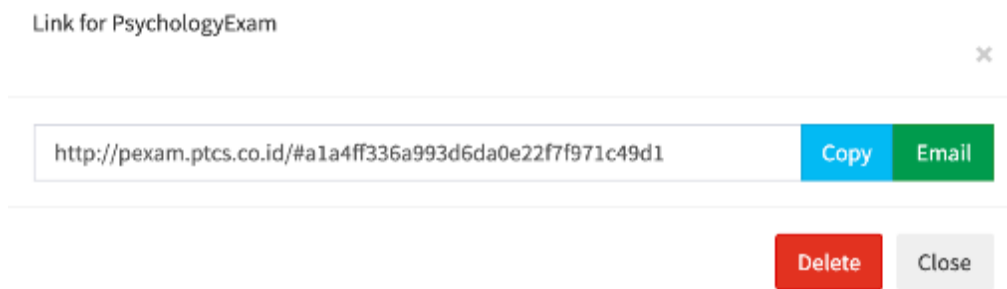 Link for PsychologyExam
×
http://pexam.ptcs.co.id/#a1a4ff336a993d6da0e22f7f971c49d1 Copy Email
Delete Close